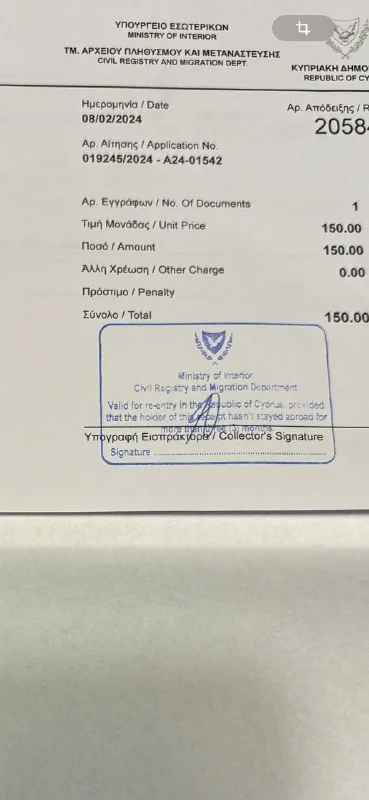 ΥΠΟΥΡΓΕΙΟ ΕΣΩΤΕΡΙΚΩΝ
MINISTRY OF INTERIOR
ΤΜ. ΑΡΧΕΙΟΥ ΠΛΗΘΥΣΜΟΥ ΚΑΙ ΜΕΤΑΝΑΣΤΕΥΣΗΣ
CIVIL REGISTRY AND MIGRATION DEPT.
ΚΥΠΡΙΑΚΗ ΔΗΜΟ
REPUBLIC OF CY
Ημερομηνία / Date
08/02/2024
Αρ. Απόδειξης / R
2058
Αρ. Αίτησης / Application No.
019245/2024 - A24-01542
Αρ. Εγγράφων / No. Of Documents 1
Τιμή Μονάδας / Unit Price 150.00
Ποσό / Amount 150.00
Άλλη Χρέωση / Other Charge 0.00
Πρόστιμο / Penalty
Σύνολο / Total 150.00
Ministry of Interior
Civil Registry and Migration Department
Valid for re-entry in the Republic of Cyprus, provided
that the holder of this receipt hasn't stayed abroad for
more than three (3) months.
Υπογραφή Εισπράκτορα / Collector's Signature
Signature